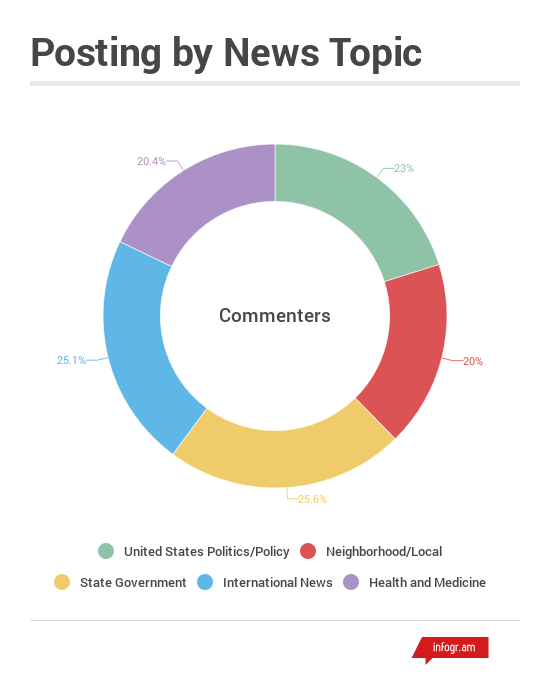 Posting by News Topic
20.4%
23%
Commenters
25.1%
20%
25.6%
United States Politics/Policy
Neighborhood/Local
State Government
International News
Health and Medicine
infogr.am